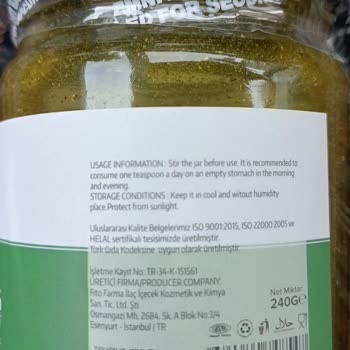 ED FOR SECUR
USAGE INFORMATION : Stir the jar before use. It is recommended to
consume one teaspoon a day on an empty stomach in the morning
and evening.
STORAGE CONDITIONS : Keep it in cool and witout humidity
place.Protect from sunlight.
Uluslararası Kalite Belgelerimiz ISO 9001:2015, ISO 22000:2005 ve
HELAL sertifikalı tesisimizde üretilmiştir.
Türk Gıda Kodeksine uygun olarak üretilmiştir.
İşletme Kayıt No: TR-34-K-151561
ÜRETİCİ FİRMA/PRODUCER COMPANY:
Fito Farma İlaç İçecek Kozmetik ve Kimya
San. Tic. Ltd. Şti
Osmangazi Mh. 2684. Sk. A Blok No:3/4
Esenyurt - İstanbul / TR
Net Miktar
240G℮